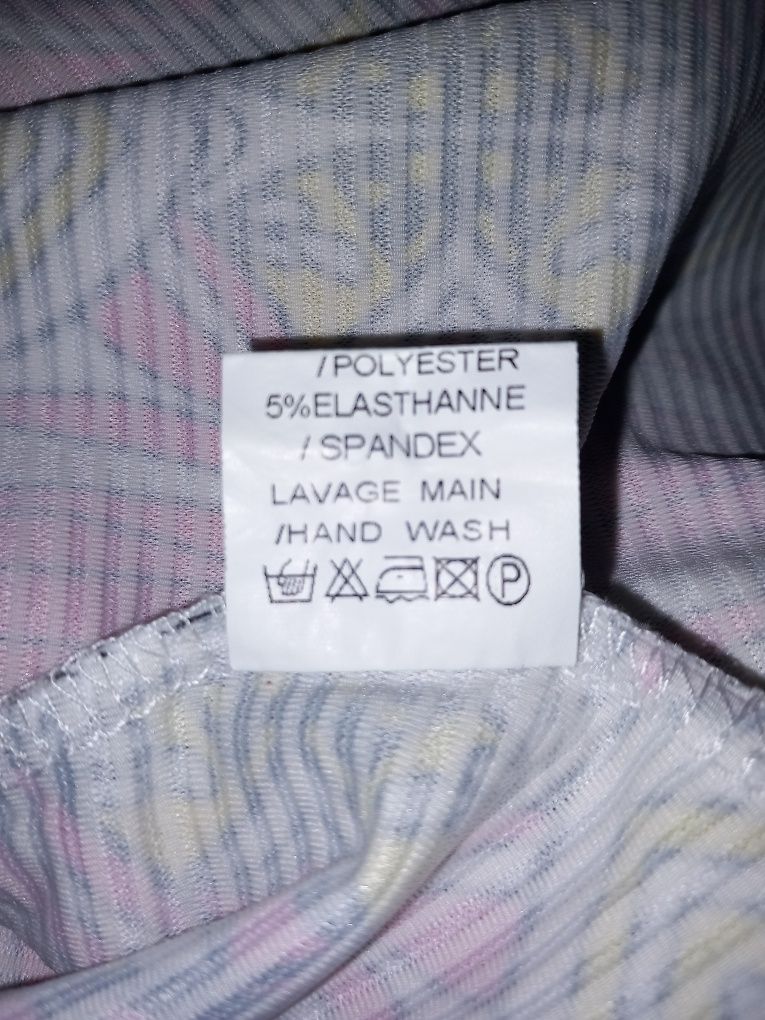 /POLYESTER
5%ELASTHANNE
/SPANDEX
LAVAGE MAIN
/HAND WASH
P